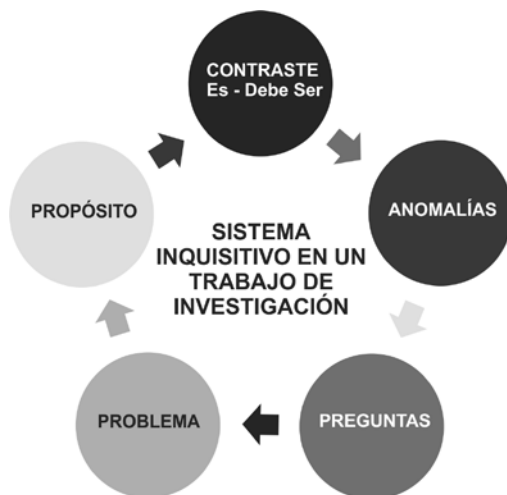 CONTRASTE
Es - Debe Ser
ANOMALÍAS
PREGUNTAS
PROBLEMA
PROPÓSITO
SISTEMA
INQUISITIVO EN UN
TRABAJO DE
INVESTIGACIÓN